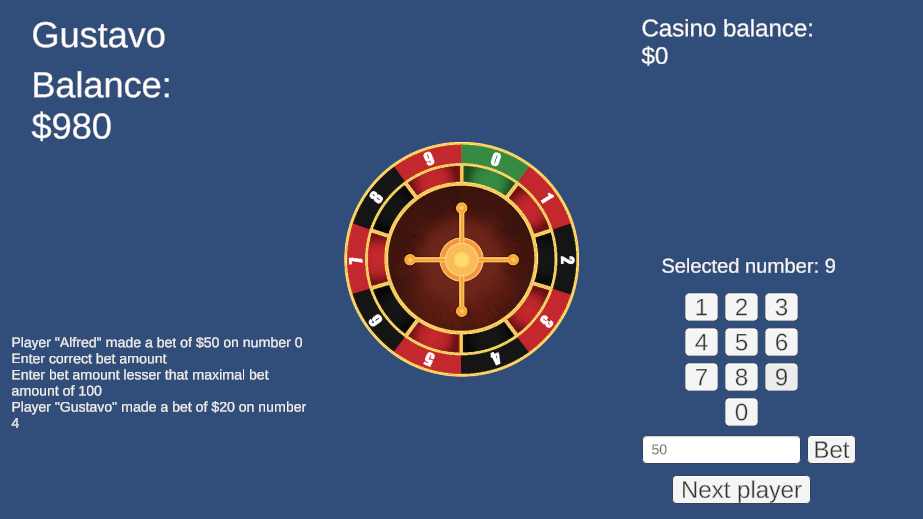 Gustavo
Balance:
$980
Casino balance:
$0
0
1
2
3
4
5
6
7
8
9
Selected number: 9
1 2 3
4 5 6
7 8 9
0
50
Bet
Next player
Player "Alfred" made a bet of $50 on number 0
Enter correct bet amount
Enter bet amount lesser that maximal bet
amount of 100
Player "Gustavo" made a bet of $20 on number
4